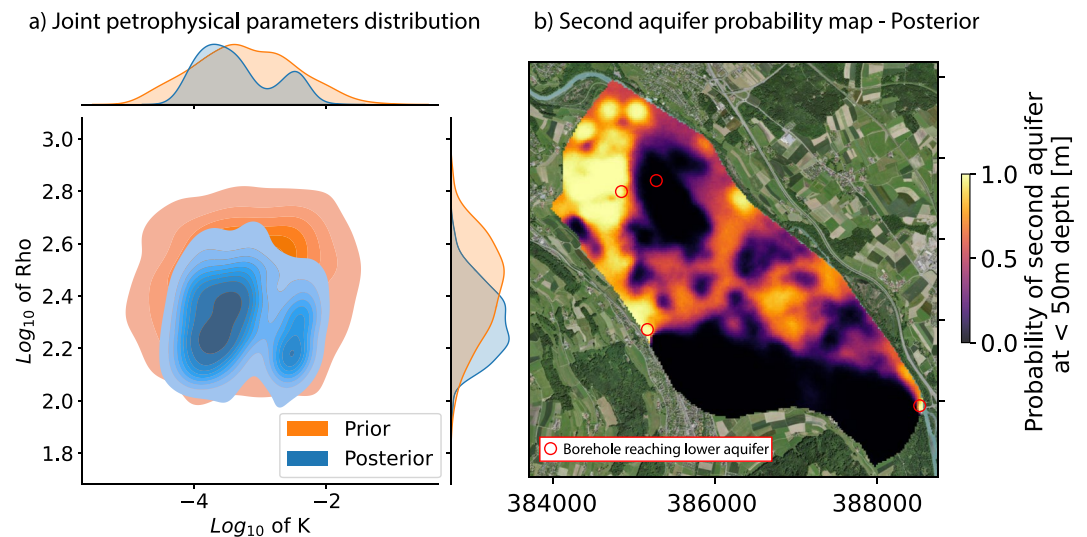 a) Joint petrophysical parameters distribution
3.0
2.8
2.6
2.4
2.2
2.0
1.8
Log10 of Rho
−4
−2
Log10 of K
Prior
Posterior
b) Second aquifer probability map - Posterior
Borehole reaching lower aquifer
384000
386000
388000
1.0
0.5
0.0
Probability of second aquifer
at < 50m depth [m]